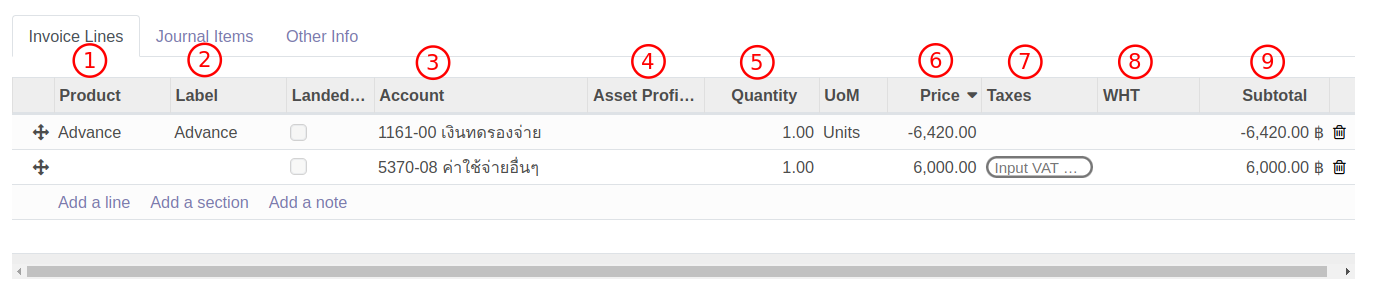 Invoice Lines Journal Items Other Info
1 2 3 4 5 6 7 8 9
Product Label Landed... Account Asset Profi... Quantity UoM Price Taxes WHT Subtotal
Advance Advance 1161-00 เงินทดรองจ่าย 1.00 Units -6,420.00 -6,420.00 ฿
5370-08 ค่าใช้จ่ายอื่นๆ 1.00 6,000.00 Input VAT ... 6,000.00 ฿
Add a line Add a section Add a note